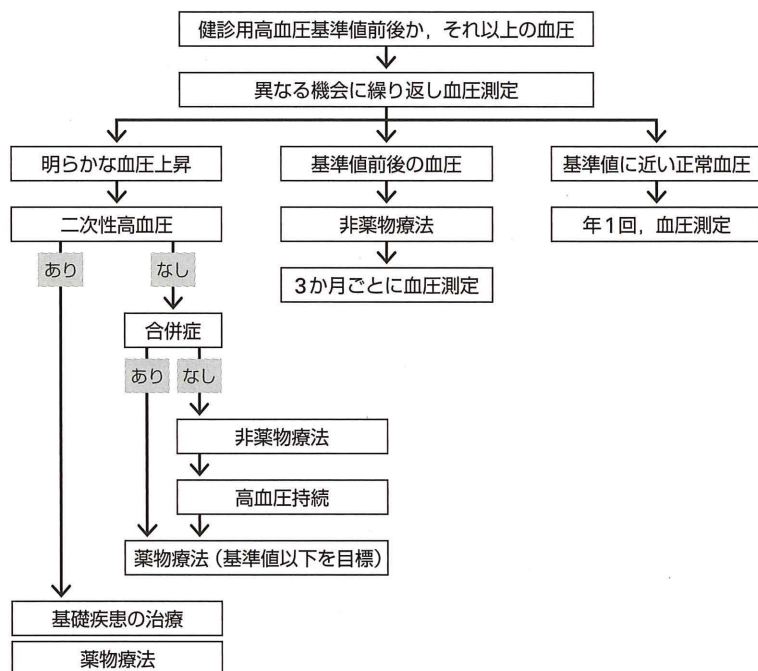 健診用高血圧基準値前後か，それ以上の血圧
異なる機会に繰り返し血圧測定
明らかな血圧上昇
基準値前後の血圧
基準値に近い正常血圧
二次性高血圧
非薬物療法
年1回，血圧測定
あり
なし
3か月ごとに血圧測定
合併症
あり
なし
非薬物療法
高血圧持続
薬物療法（基準値以下を目標）
基礎疾患の治療
薬物療法